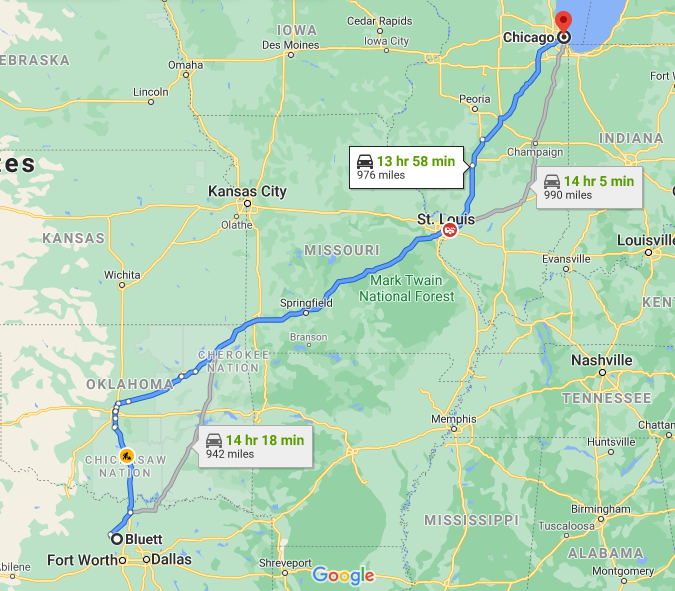 Cedar Rapids
Chicago
IOWA
Des Moines
Iowa City
EBRASKA
Omaha
Lincoln
Peoria
Fort W
tes
INDIANA
Champaign
13 hr 58 min
976 miles
14 hr 5 min
990 miles
Kansas City
Olathe
St. Louis
KANSAS
MISSOURI
Louisville
Evansville
Wichita
Mark Twain
National Forest
Springfield
KENT
Branson
CHEROKEE
NATION
Nashville
OKLAHOMA
TENNESSEE
Memphis
Chattan
14 hr 18 min
942 miles
Huntsville
CHICKASAW
NATION
Birmingham
MISSISSIPPI
Tuscaloosa
Bluett
Fort Worth
Dallas
ALABAMA
Shreveport
bilene
Google
Montgomery